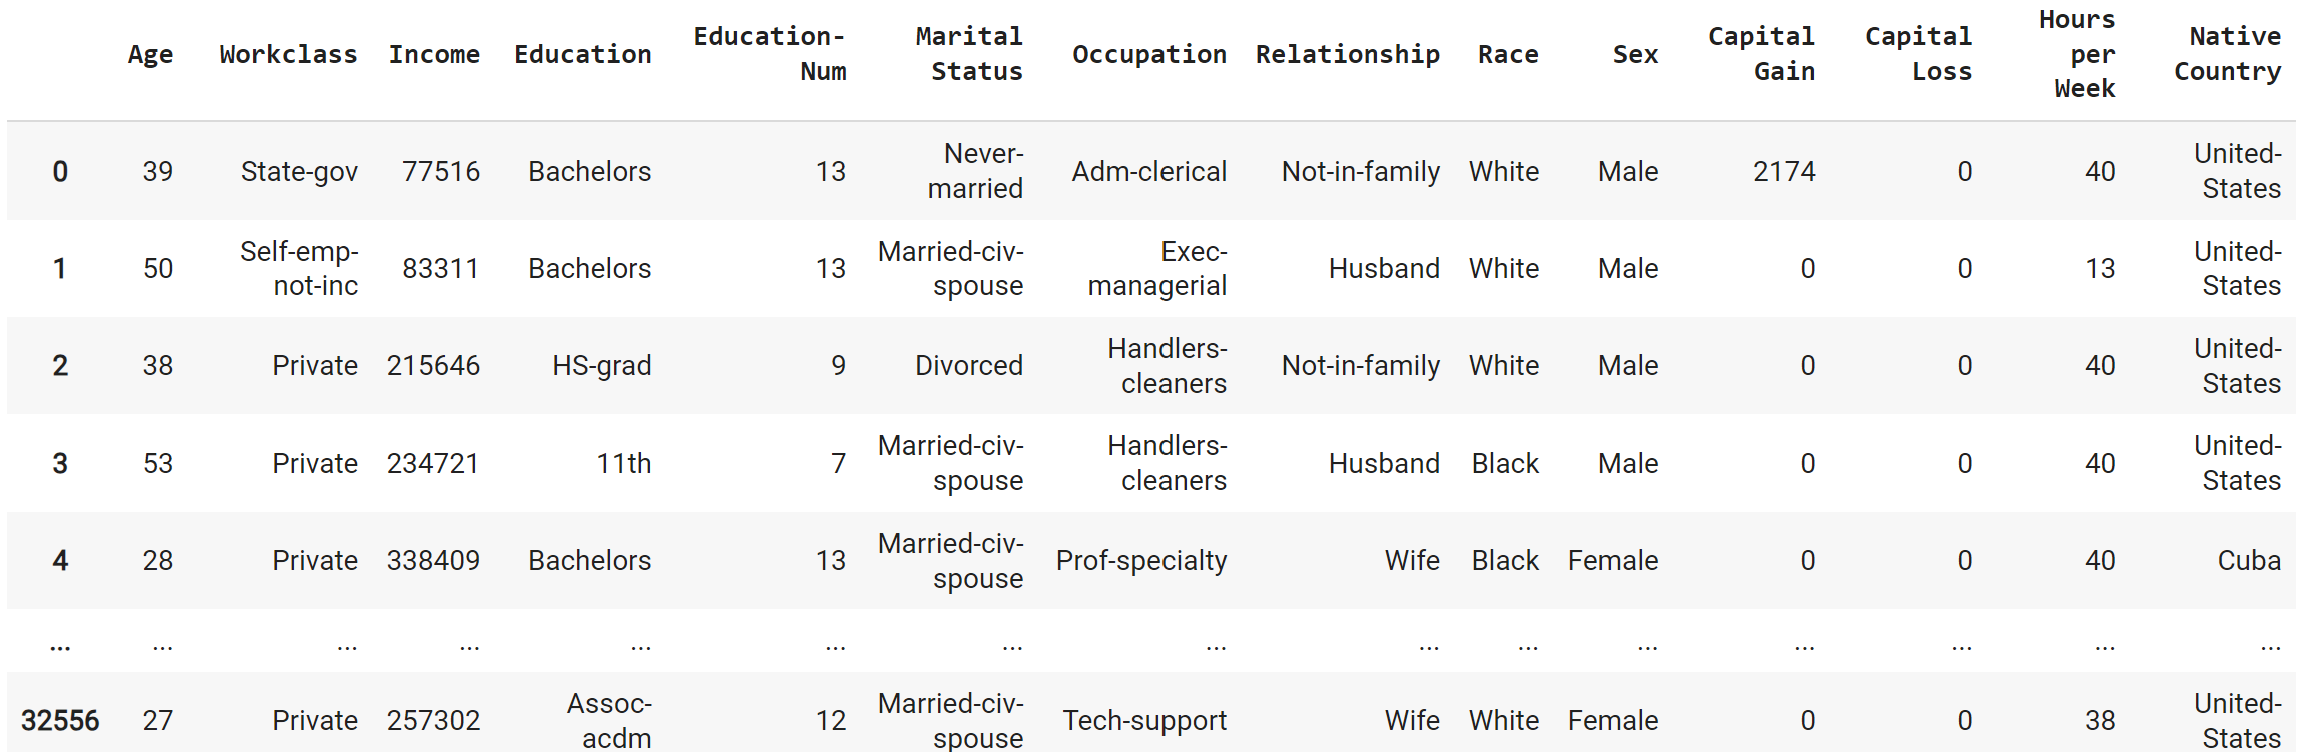 Age Workclass Income Education Education-Num Marital Status Occupation Relationship Race Sex Capital Gain Capital Loss Hours per Week Native Country
0 39 State-gov 77516 Bachelors 13 Never-married Adm-clerical Not-in-family White Male 2174 0 40 United-States
1 50 Self-emp-not-inc 83311 Bachelors 13 Married-civ-spouse Exec-managerial Husband White Male 0 0 13 United-States
2 38 Private 215646 HS-grad 9 Divorced Handlers-cleaners Not-in-family White Male 0 0 40 United-States
3 53 Private 234721 11th 7 Married-civ-spouse Handlers-cleaners Husband Black Male 0 0 40 United-States
4 28 Private 338409 Bachelors 13 Married-civ-spouse Prof-specialty Wife Black Female 0 0 40 Cuba
... ... ... ... ... ... ... ... ... ... ... ... ... ... ...
32556 27 Private 257302 Assoc-acdm 12 Married-civ-spouse Tech-support Wife White Female 0 0 38 United-States